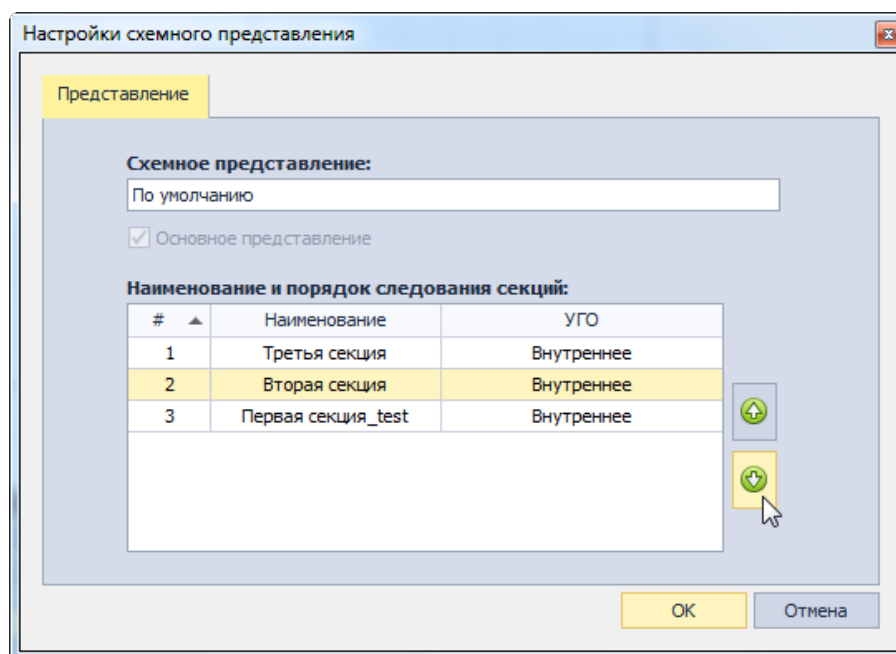 Настройки схемного представления
Представление
Схемное представление:
По умолчанию
Основное представление
Наименование и порядок следования секций:
# Наименование УГО
1 Третья секция Внутреннее
2 Вторая секция Внутреннее
3 Первая секция_test Внутреннее
OK Отмена